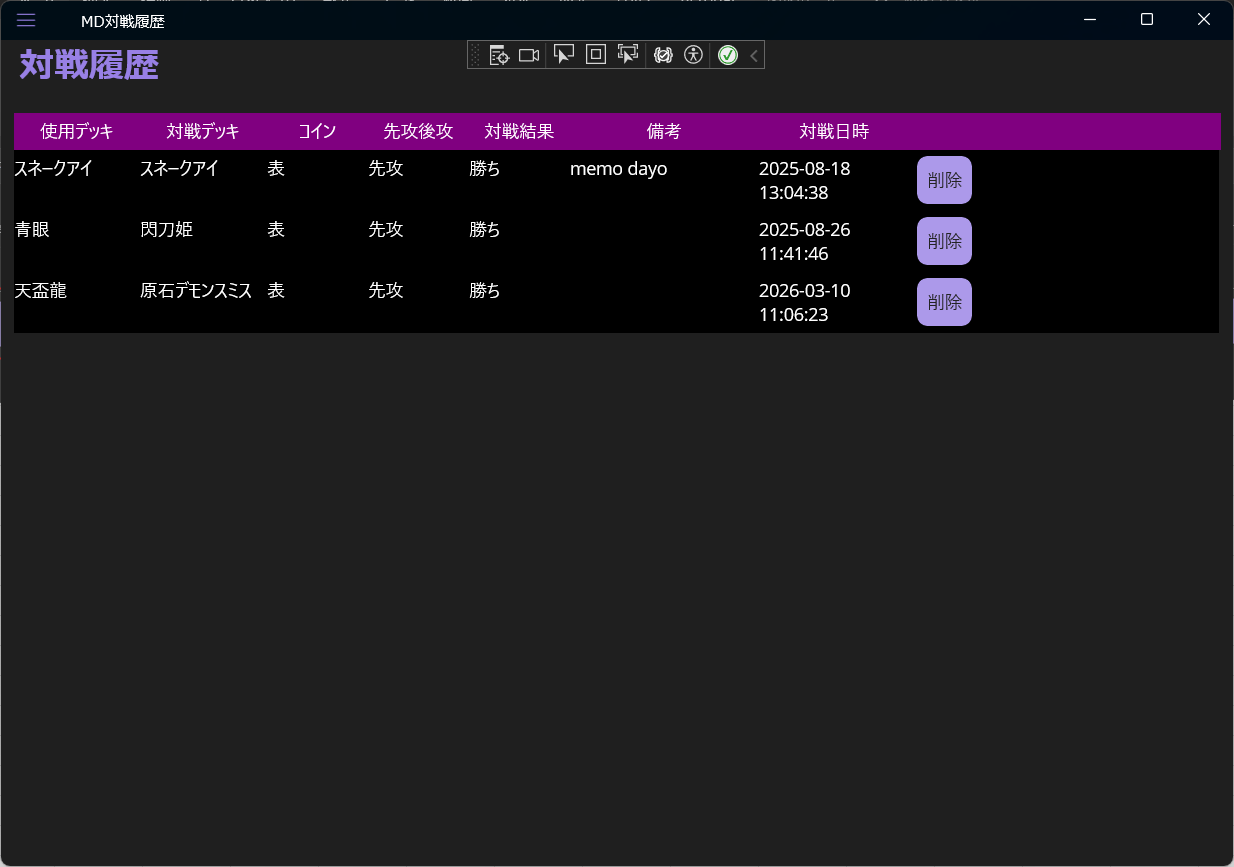 MD対戦履歴
対戦履歴
使用デッキ 対戦デッキ コイン 先攻後攻 対戦結果 備考 対戦日時
スネークアイ スネークアイ 表 先攻 勝ち memo dayo 2025-08-18 削除
13:04:38
青眼 閃刀姫 表 先攻 勝ち 2025-08-26 削除
11:41:46
天盃龍 原石デモンスミス 表 先攻 勝ち 2026-03-10 削除
11:06:23